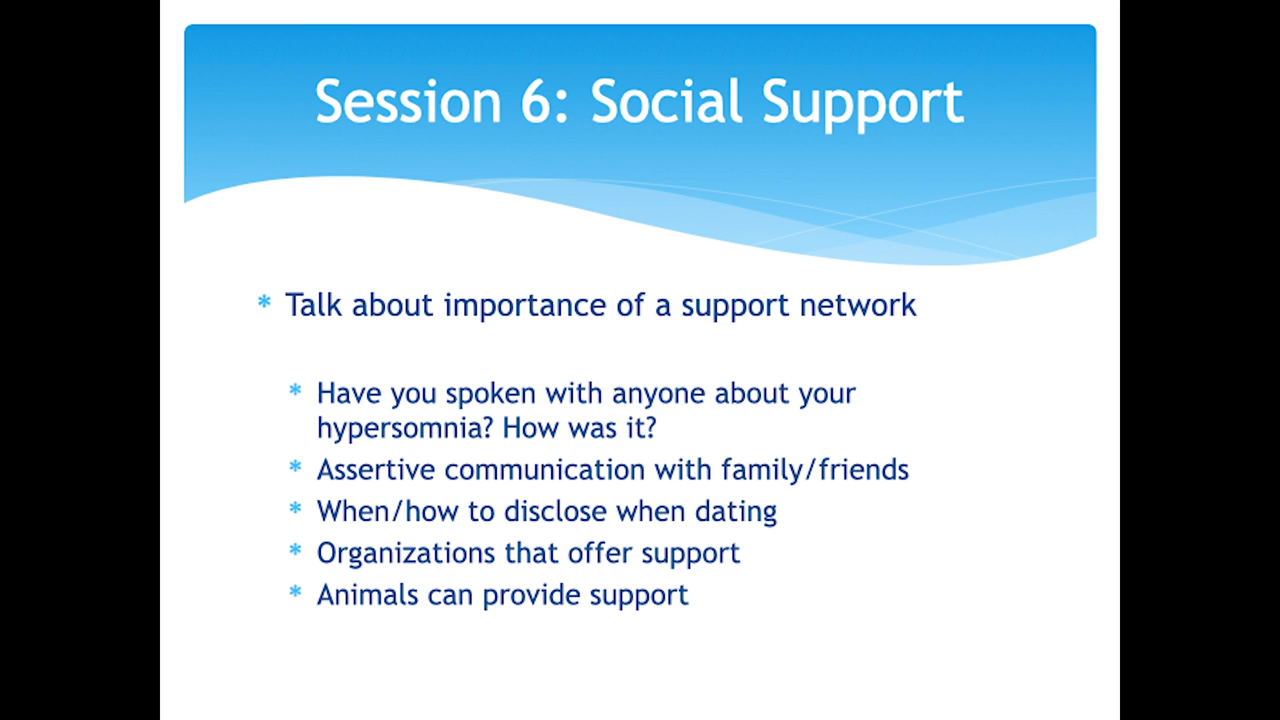 Session 6: Social Support
* Talk about importance of a support network
* Have you spoken with anyone about your
hypersomnia? How was it?
* Assertive communication with family/friends
* When/how to disclose when dating
* Organizations that offer support
* Animals can provide support